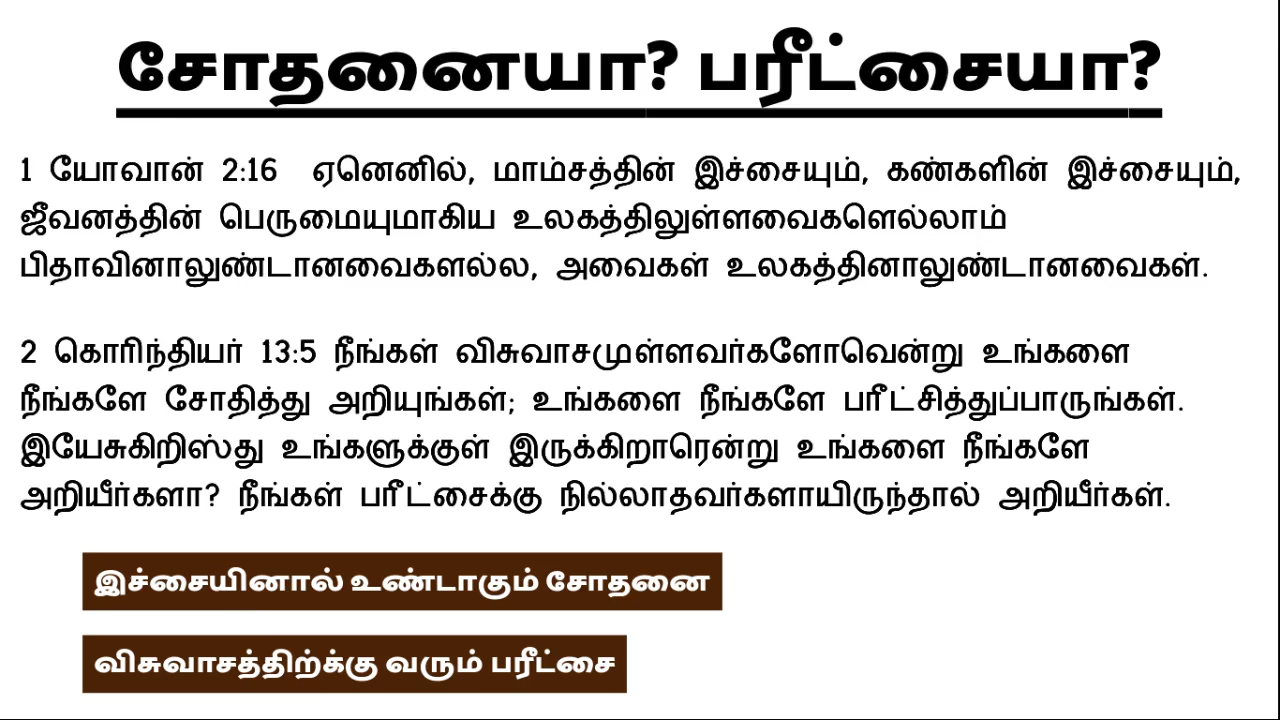 சோதனையா? பரீட்சையா?
1 யோவான் 2:16 ஏனெனில், மாம்சத்தின் இச்சையும், கண்களின் இச்சையும்,
ஜீவனத்தின் பெருமையுமாகிய உலகத்திலுள்ளவைகளெல்லாம்
பிதாவினாலுண்டானவைகளல்ல, அவைகள் உலகத்தினாலுண்டானவைகள்.
2 கொரிந்தியர் 13:5 நீங்கள் விசுவாசமுள்ளவர்களோவென்று உங்களை
நீங்களே சோதித்து அறியுங்கள்; உங்களை நீங்களே பரீட்சித்துப்பாருங்கள்.
இயேசுகிறிஸ்து உங்களுக்குள் இருக்கிறாரென்று உங்களை நீங்களே
அறியீர்களா? நீங்கள் பரீட்சைக்கு நில்லாதவர்களாயிருந்தால் அறியீர்கள்.
இச்சையினால் உண்டாகும் சோதனை
விசுவாசத்திற்க்கு வரும் பரீட்சை